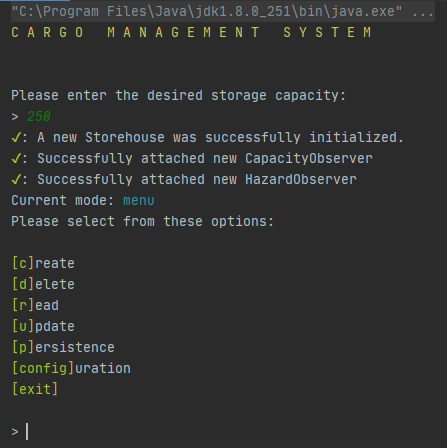 "C:\Program Files\Java\jdk1.8.0_251\bin\java.exe" ...
C A R G O   M A N A G E M E N T   S Y S T E M
Please enter the desired storage capacity:
> 250
✓: A new Storehouse was successfully initialized.
✓: Successfully attached new CapacityObserver
✓: Successfully attached new HazardObserver
Current mode: menu
Please select from these options:
[c]reate
[d]elete
[r]ead
[u]pdate
[p]ersistence
[config]uration
[exit]
>